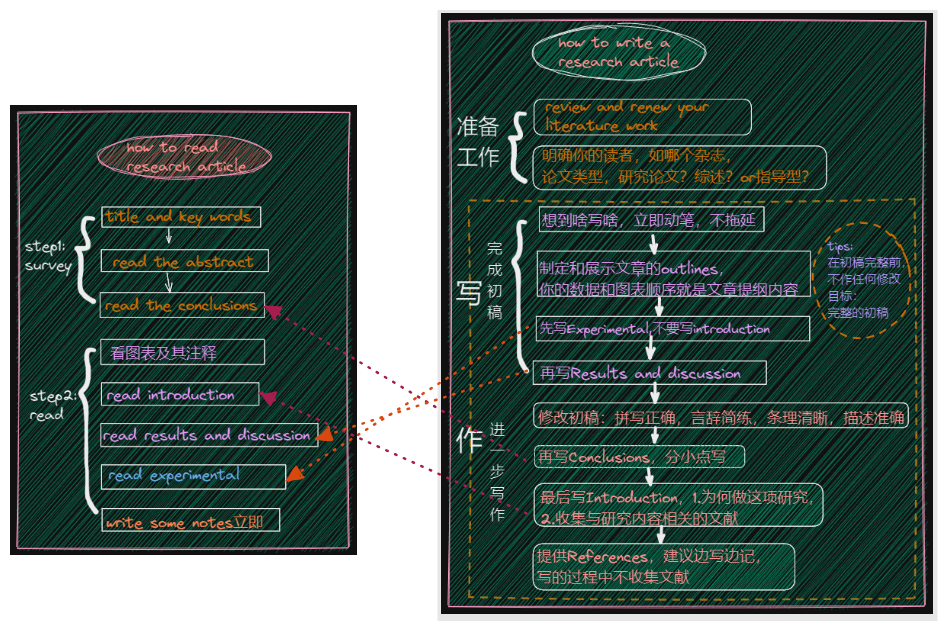 how to read
research article
step1:
survey
title and key words
read the abstract
read the conclusions
step2:
read
看图表及其注释
read introduction
read results and discussion
read experimental
write some notes立即
how to write a
research article
准备
工作
review and renew your
literature work
明确你的读者，如哪个杂志，
论文类型，研究论文？综述？or指导型？
写
作
完
成
初
稿
想到啥写啥，立即动笔，不拖延
制定和展示文章的outlines，
你的数据和图表顺序就是文章提纲内容
先写Experimental,不要写introduction
再写Results and discussion
tips:
在初稿完整前，
不作任何修改
目标：
完整的初稿
进
一
步
写
作
修改初稿：拼写正确，言辞简练，条理清晰，描述准确
再写Conclusions，分小点写
最后写Introduction，1.为何做这项研究，
2.收集与研究内容相关的文献
提供References，建议边写边记，
写的过程中不收集文献